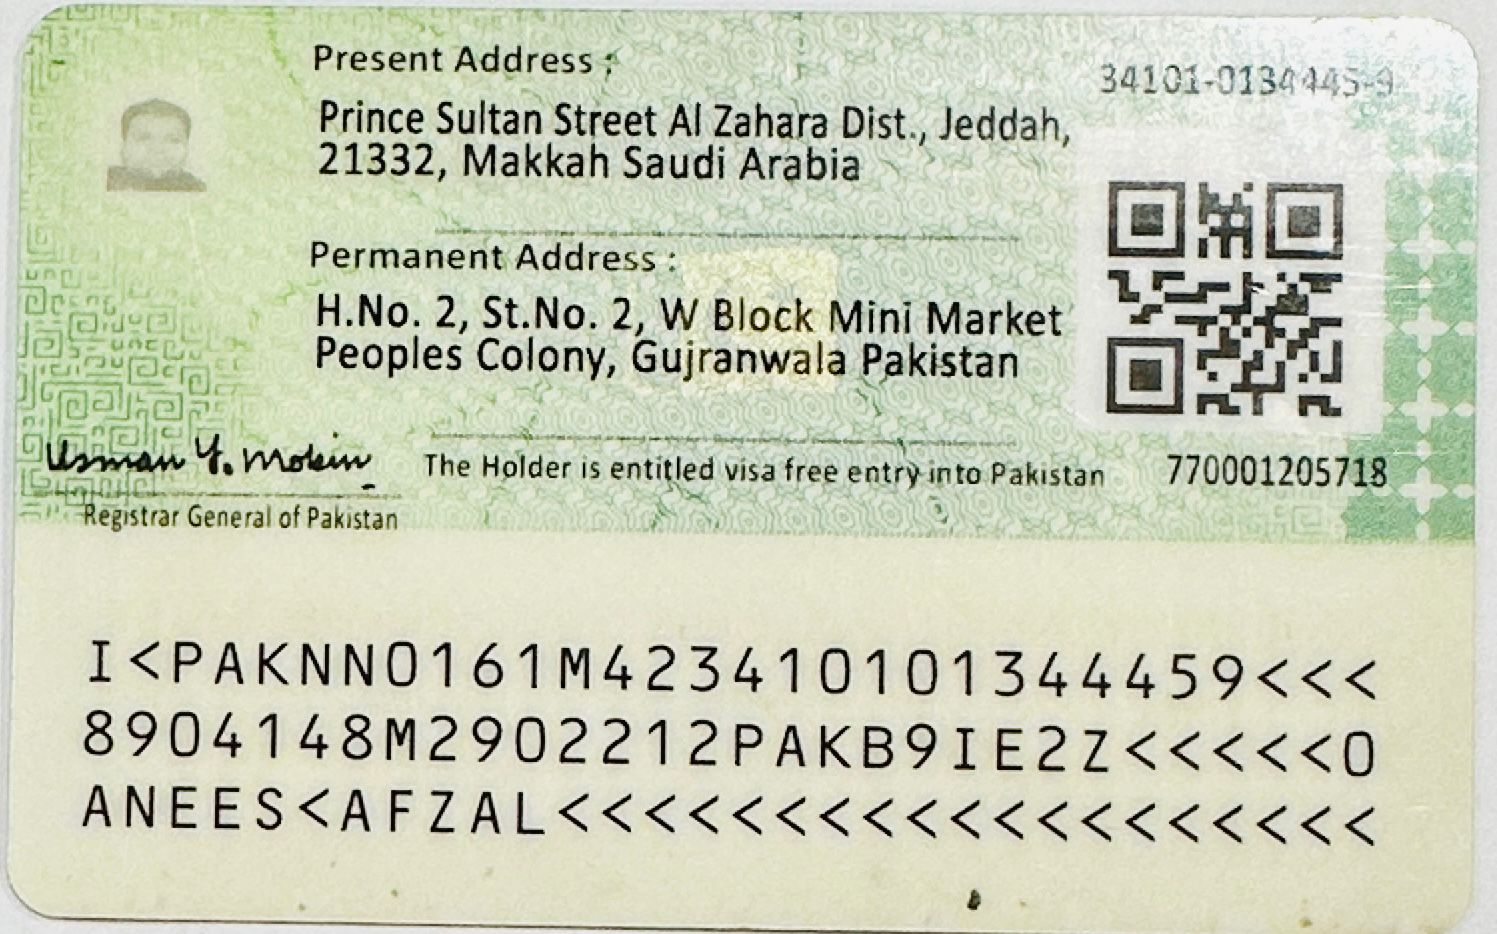 Present Address :
34101-0134445-9
Prince Sultan Street Al Zahara Dist., Jeddah,
21332, Makkah Saudi Arabia
Permanent Address :
H.No. 2, St.No. 2, W Block Mini Market
Peoples Colony, Gujranwala Pakistan
Usman Y. Mobin
The Holder is entitled visa free entry into Pakistan
770001205718
Registrar General of Pakistan
I<PAKNN0161M423410101344459<<<
8904148M2902212PAKB9IE2Z<<<<<0
ANEES<AFZAL<<<<<<<<<<<<<<<<<<<